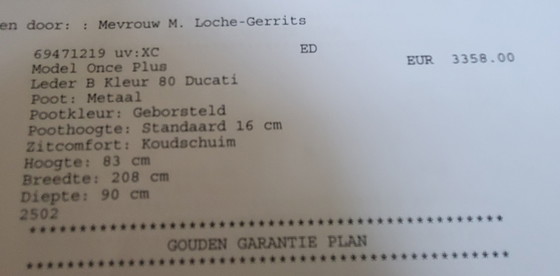 en door: : Mevrouw M. Loche-Gerrits
69471219 uv:XC ED EUR 3358.00
Model Once Plus
Leder B Kleur 80 Ducati
Poot: Metaal
Pootkleur: Geborsteld
Poothoogte: Standaard 16 cm
Zitcomfort: Koudschuim
Hoogte: 83 cm
Breedte: 208 cm
Diepte: 90 cm
2502
**************************************************
GOUDEN GARANTIE PLAN
**************************************************